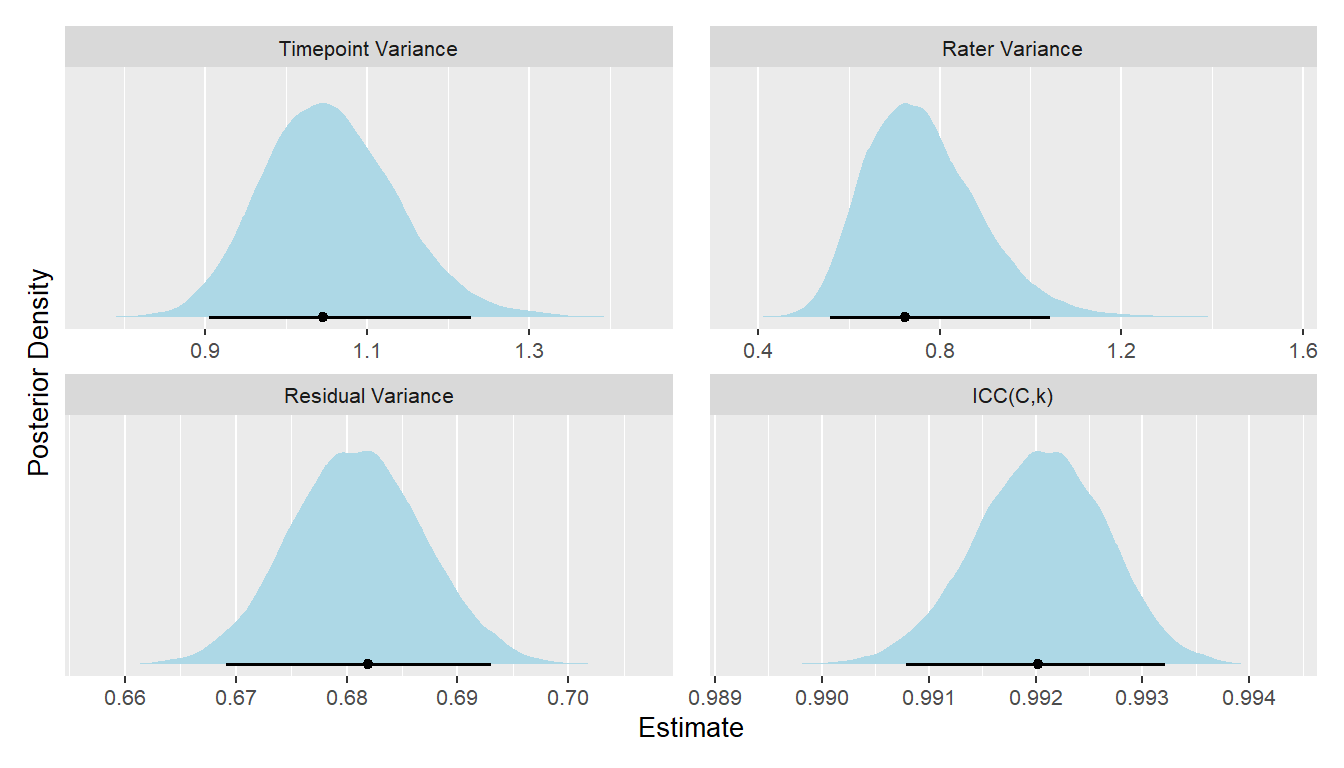 Timepoint Variance
Rater Variance
0.9 1.1 1.3
0.4 0.8 1.2 1.6
Residual Variance
ICC(C,k)
0.66 0.67 0.68 0.69 0.70
0.989 0.990 0.991 0.992 0.993 0.994
Posterior Density
Estimate